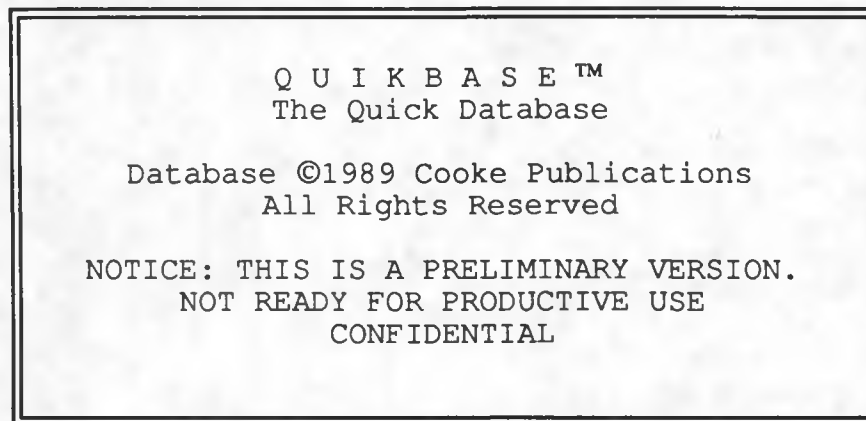 Q U I K B A S E ™
The Quick Database
Database ©1989 Cooke Publications
All Rights Reserved
NOTICE: THIS IS A PRELIMINARY VERSION.
NOT READY FOR PRODUCTIVE USE
CONFIDENTIAL